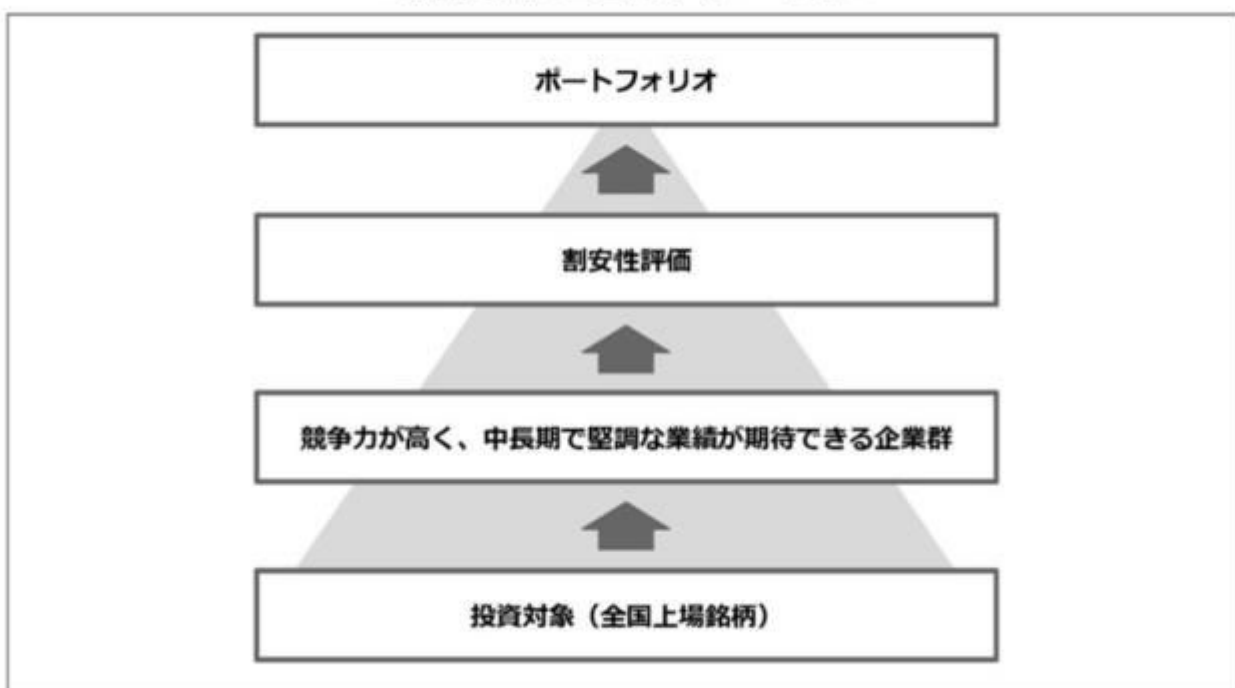 ポートフォリオ
割安性評価
競争力が高く、中長期で堅調な業績が期待できる企業群
投資対象（全国上場銘柄）